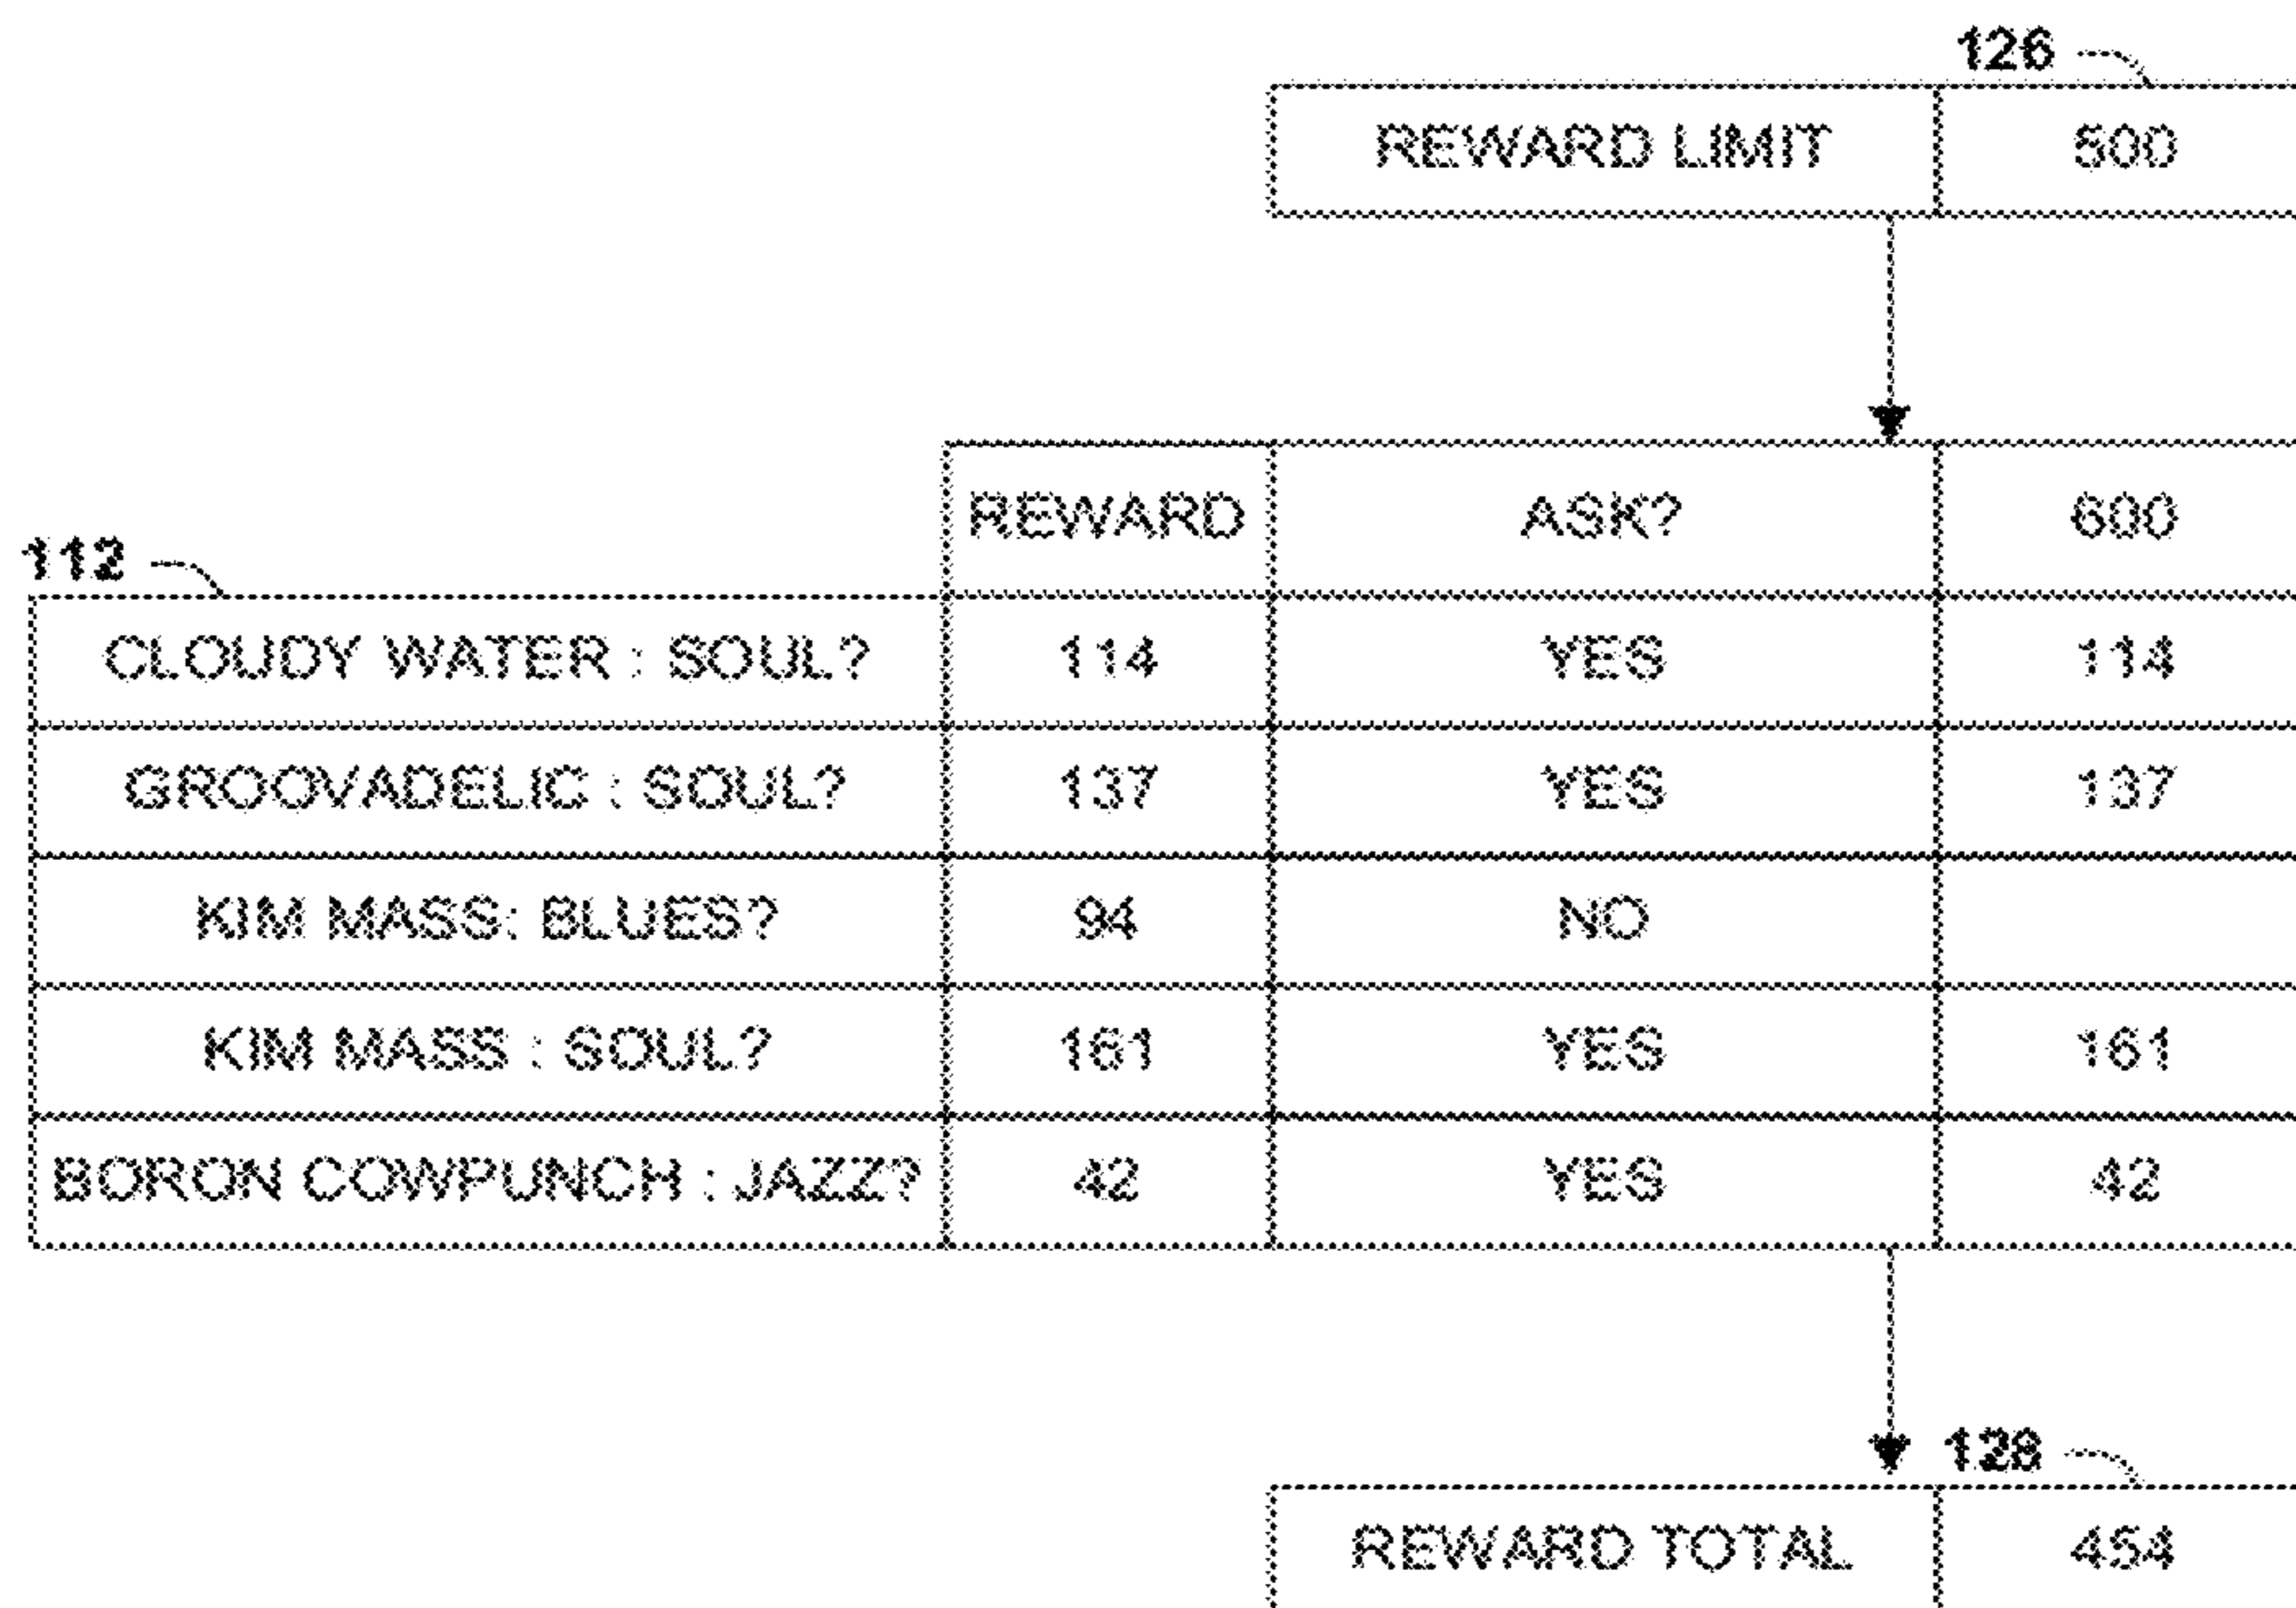 126
REWARD LIMIT 500
REWARD ASK? 600
112
CLOUDY WATER : SOUL? 114 YES 114
GROOVADELIC : SOUL? 137 YES 137
KIM MASS: BLUES? 94 NO
KIM MASS : SOUL? 161 YES 161
BORON COWPUNCH : JAZZ? 42 YES 42
128
REWARD TOTAL 454